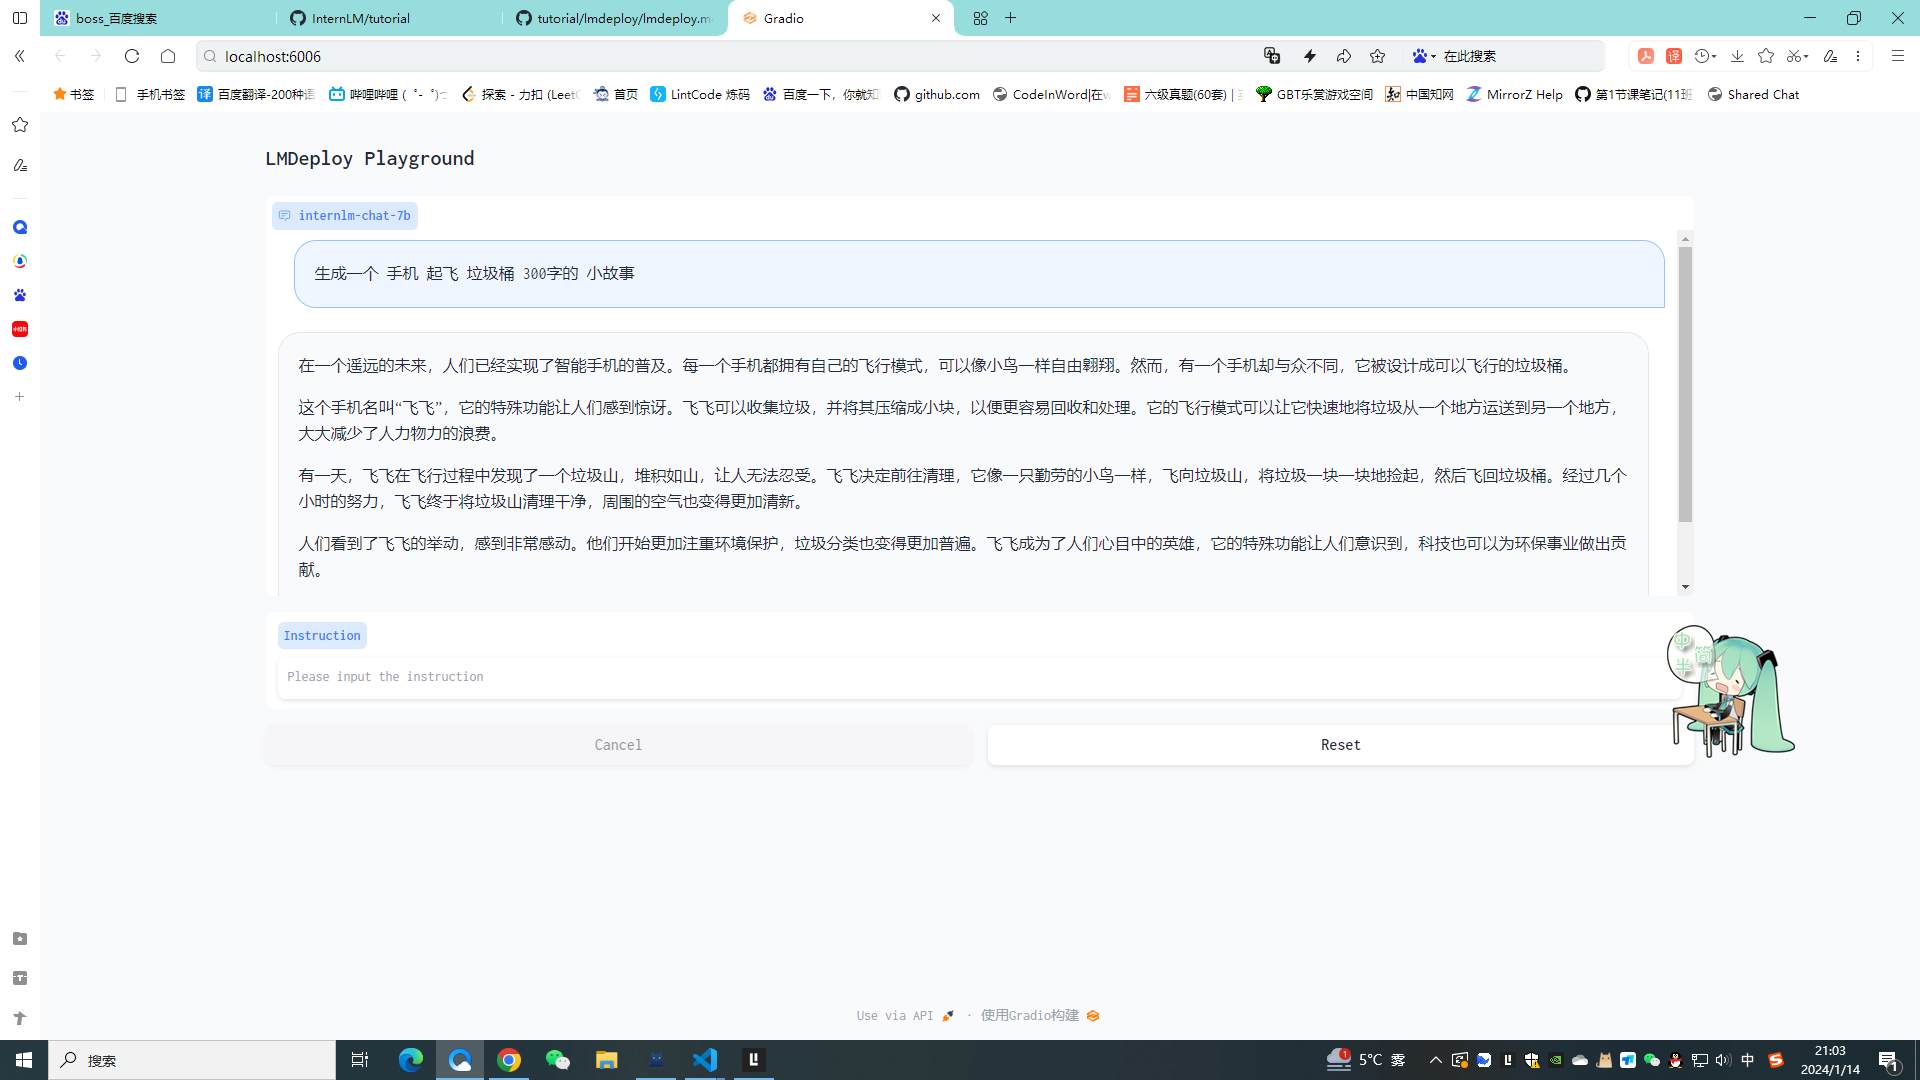 boss_百度搜索
InternLM/tutorial
tutorial/lmdeploy/lmdeploy.m
Gradio
localhost:6006
在此搜索
书签
手机书签
百度翻译-200种语
哔哩哔哩 ( ゜- ゜)つ
探索 - 力扣 (LeetC
首页
LintCode 炼码
百度一下，你就知
github.com
CodeInWord|在w
六级真题(60套) |
GBT乐赏游戏空间
中国知网
MirrorZ Help
第1节课笔记(11班
Shared Chat
LMDeploy Playground
internlm-chat-7b
生成一个 手机 起飞 垃圾桶 300字的 小故事
在一个遥远的未来，人们已经实现了智能手机的普及。每一个手机都拥有自己的飞行模式，可以像小鸟一样自由翱翔。然而，有一个手机却与众不同，它被设计成可以飞行的垃圾桶。
这个手机名叫“飞飞”，它的特殊功能让人们感到惊讶。飞飞可以收集垃圾，并将其压缩成小块，以便更容易回收和处理。它的飞行模式可以让它快速地将垃圾从一个地方运送到另一个地方，
大大减少了人力物力的浪费。
有一天，飞飞在飞行过程中发现了一个垃圾山，堆积如山，让人无法忍受。飞飞决定前往清理，它像一只勤劳的小鸟一样，飞向垃圾山，将垃圾一块一块地捡起，然后飞回垃圾桶。经过几个
小时的努力，飞飞终于将垃圾山清理干净，周围的空气也变得更加清新。
人们看到了飞飞的举动，感到非常感动。他们开始更加注重环境保护，垃圾分类也变得更加普遍。飞飞成为了人们心目中的英雄，它的特殊功能让人们意识到，科技也可以为环保事业做出贡
献。
Instruction
Please input the instruction
中
简
半
Cancel
Reset
Use via API
·
使用Gradio构建
搜索
1
5°C 雾
中
21:03
2024/1/14
1